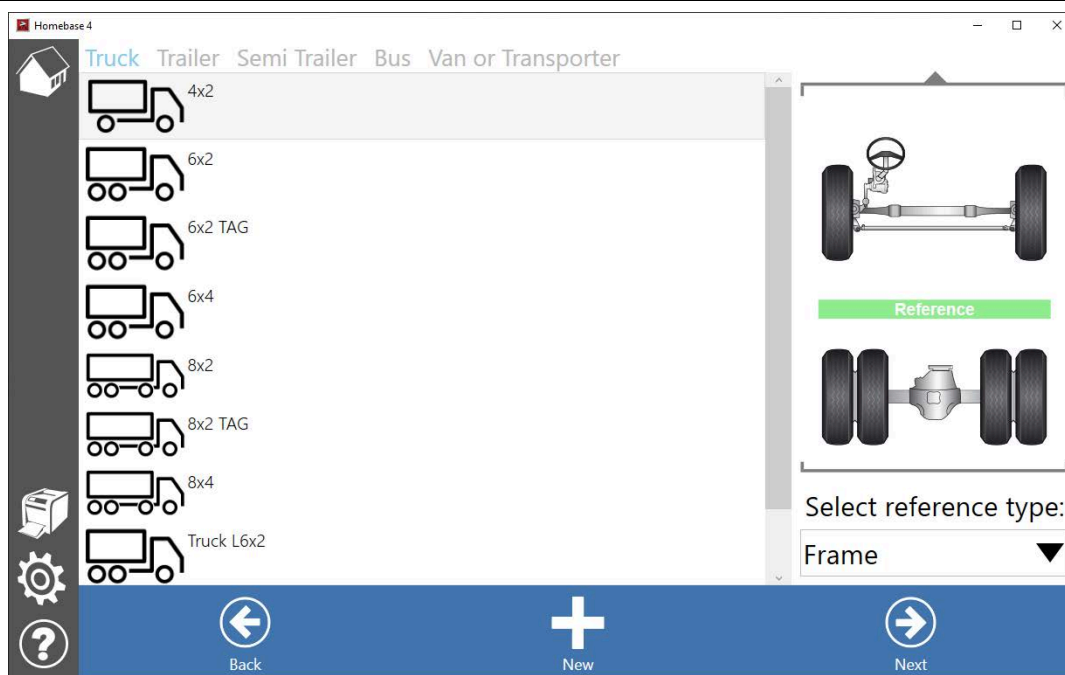 Homebase 4
Truck Trailer Semi Trailer Bus Van or Transporter
4x2
6x2
6x2 TAG
6x4
8x2
8x2 TAG
8x4
Truck L6x2
Reference
Select reference type:
Frame
Back New Next